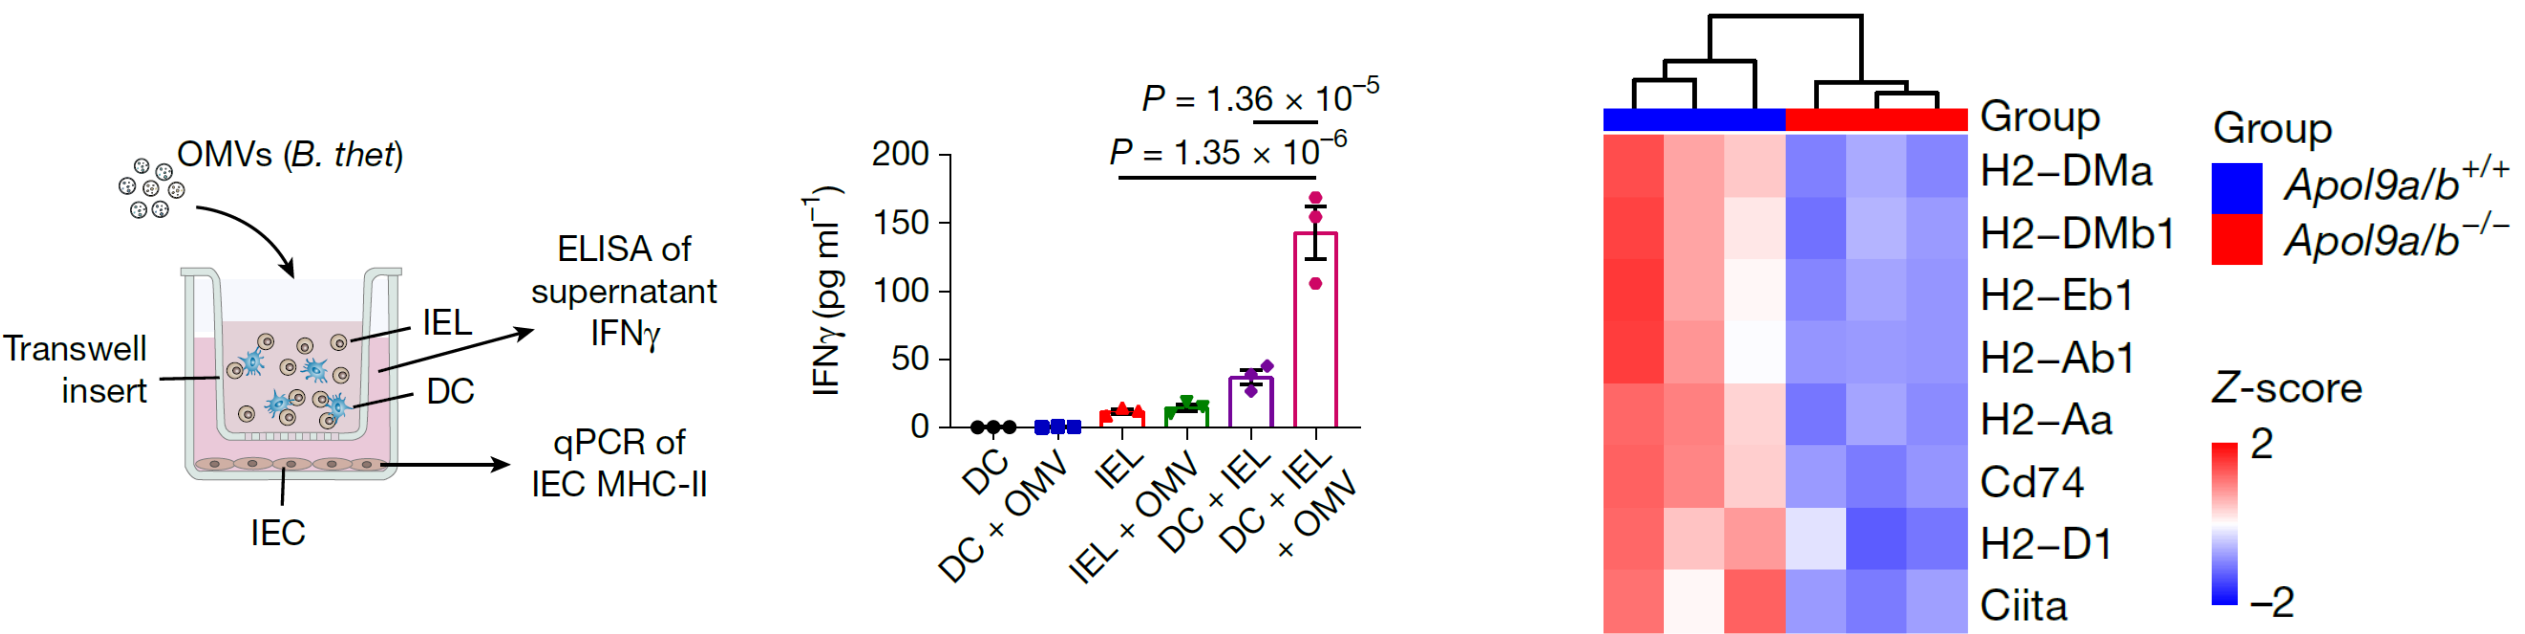 OMVs (B. thet)
Transwell
insert
IEL
DC
IEC
ELISA of
supernatant
IFNγ
qPCR of
IEC MHC-II
P = 1.36 × 10⁻⁵
P = 1.35 × 10⁻⁶
IFNγ (pg ml⁻¹)
200
150
100
50
0
DC
DC + OMV
IEL
IEL + OMV
DC + IEL
DC + IEL
+ OMV
Group
H2−DMa
H2−DMb1
H2−Eb1
H2−Ab1
H2−Aa
Cd74
H2−D1
Ciita
Group
Apol9a/b⁺/⁺
Apol9a/b⁻/⁻
Z-score
2
−2